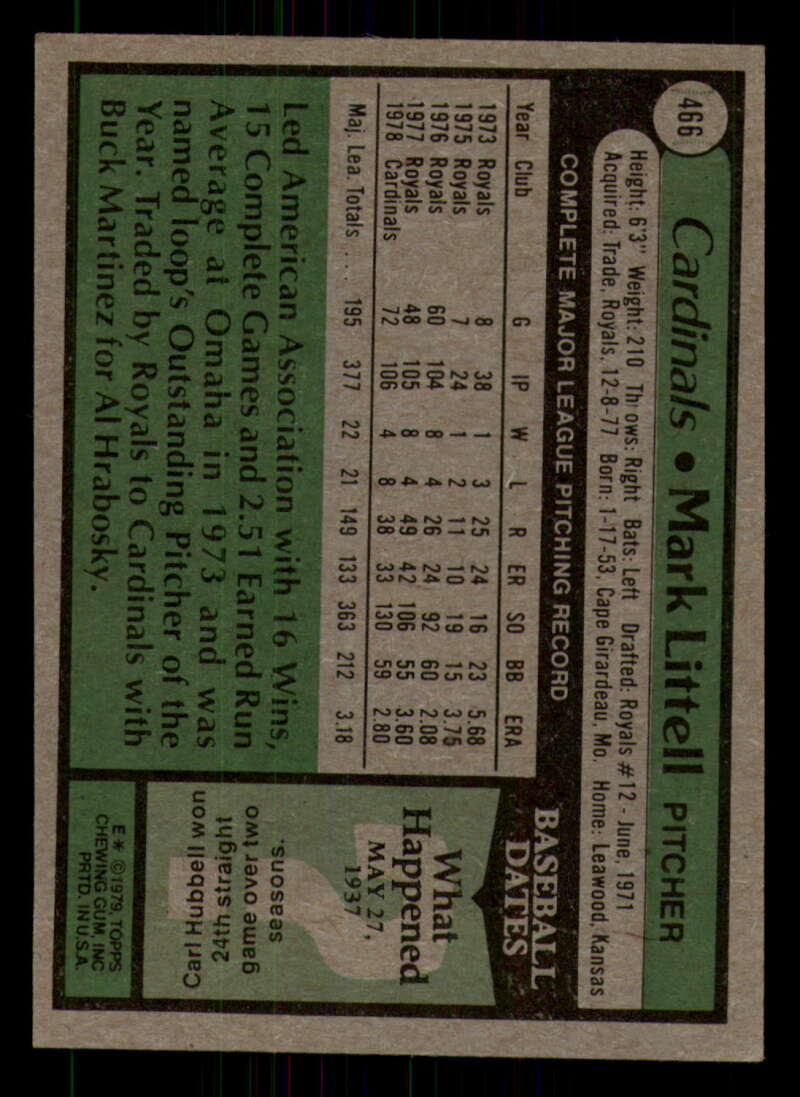 466
Cardinals • Mark Littell PITCHER
Height: 6'3" Weight: 210 Throws: Right Bats: Left Drafted: Royals #12 - June, 1971
Acquired: Trade, Royals, 12-8-77 Born: 1-17-53, Cape Girardeau, Mo. Home: Leawood, Kansas
COMPLETE MAJOR LEAGUE PITCHING RECORD
Year Club G IP W L R ER SO BB ERA
1973 Royals 8 38 1 3 25 24 16 23 5.68
1975 Royals 7 24 1 2 11 10 19 15 3.75
1976 Royals 60 104 8 4 26 24 92 60 2.08
1977 Royals 48 105 8 4 49 42 106 55 3.60
1978 Cardinals 72 106 4 8 38 33 130 59 2.80
Maj. Lea. Totals .... 195 377 22 21 149 133 363 212 3.18
Led American Association with 16 Wins,
15 Complete Games and 2.51 Earned Run
Average at Omaha in 1973 and was
named loop's Outstanding Pitcher of the
Year. Traded by Royals to Cardinals with
Buck Martinez for Al Hrabosky.
BASEBALL
DATES
What
Happened
MAY 27,
1937
Carl Hubbell won
24th straight
game over two
seasons.
E* ©1979, TOPPS
CHEWING GUM, INC
PRTD. IN U.S.A.